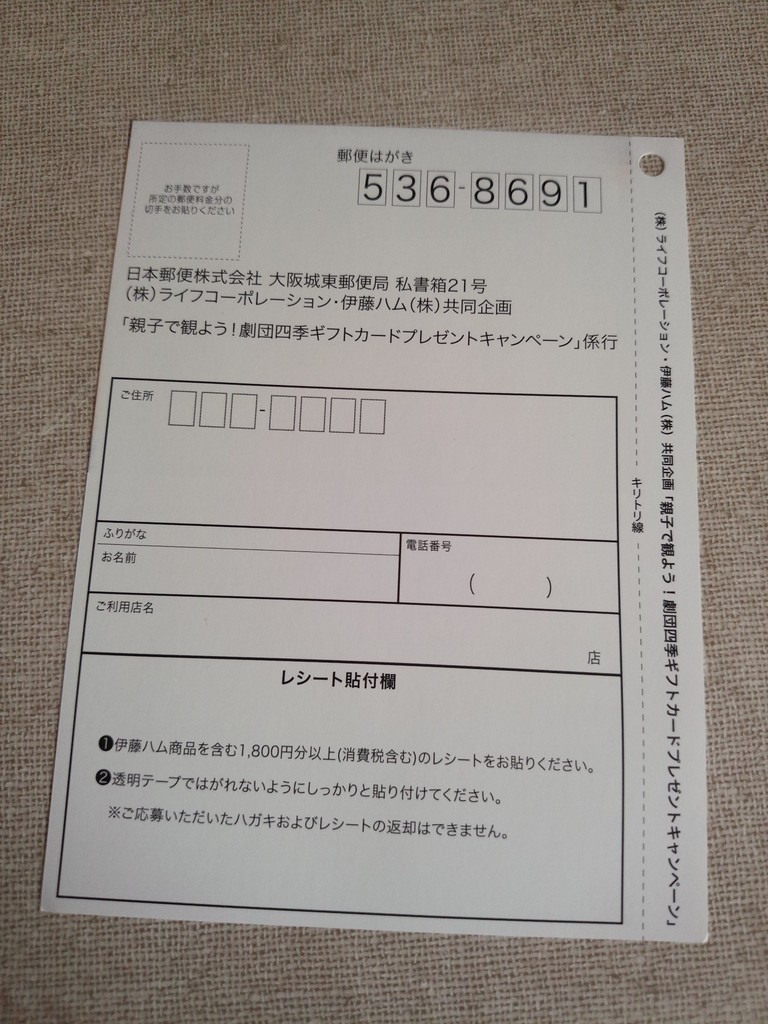 郵便はがき
536-8691
お手数ですが
所定の郵便料金分の
切手をお貼りください
日本郵便株式会社 大阪城東郵便局 私書箱21号
(株)ライフコーポレーション・伊藤ハム(株)共同企画
「親子で観よう!劇団四季ギフトカードプレゼントキャンペーン」係行
ご住所
-
ふりがな
お名前
電話番号
( )
ご利用店名
店
レシート貼付欄
❶伊藤ハム商品を含む1,800円分以上(消費税含む)のレシートをお貼りください。
❷透明テープではがれないようにしっかりと貼り付けてください。
※ご応募いただいたハガキおよびレシートの返却はできません。
キリトリ線
(株)ライフコーポレーション・伊藤ハム(株)共同企画「親子で観よう!劇団四季ギフトカードプレゼントキャンペーン」